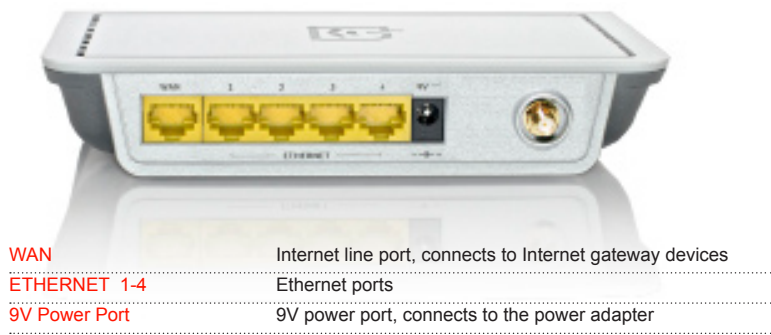 WAN 1 2 3 4 9V
ETHERNET
WAN Internet line port, connects to Internet gateway devices
ETHERNET 1-4 Ethernet ports
9V Power Port 9V power port, connects to the power adapter